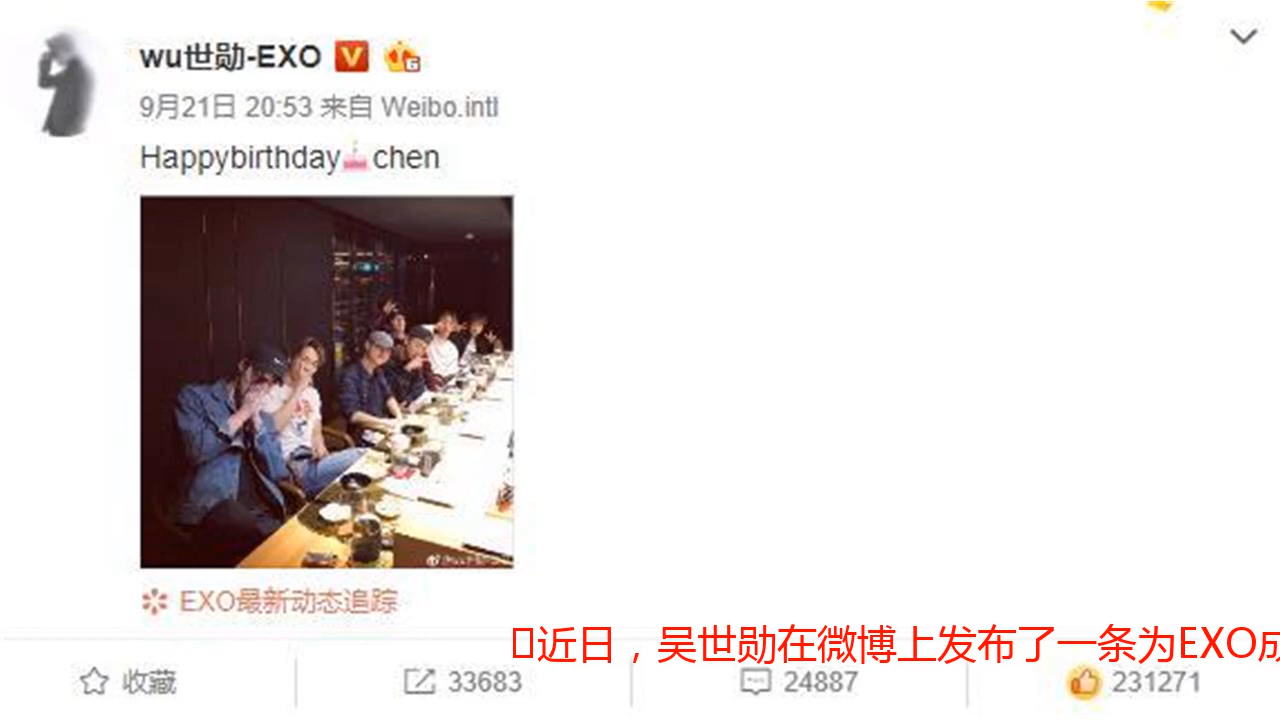 wu世勋-EXO
9月21日 20:53 来自 Weibo.intl
Happybirthday🎂chen
EXO最新动态追踪
近日，吴世勋在微博上发布了一条为EXO成
收藏
33683
24887
231271